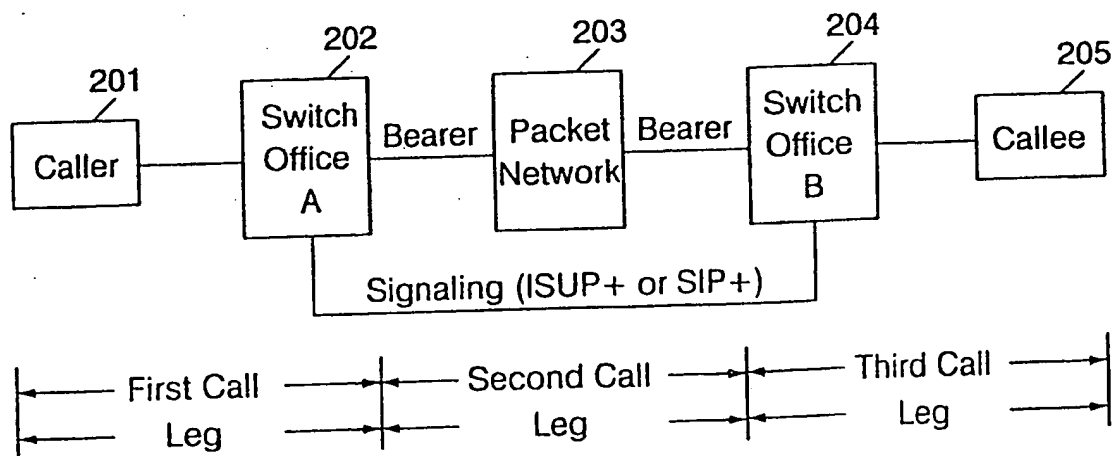 201
202
203
204
205
Caller
Switch
Office
A
Bearer
Packet
Network
Bearer
Switch
Office
B
Callee
Signaling (ISUP+ or SIP+)
First Call
Leg
Second Call
Leg
Third Call
Leg